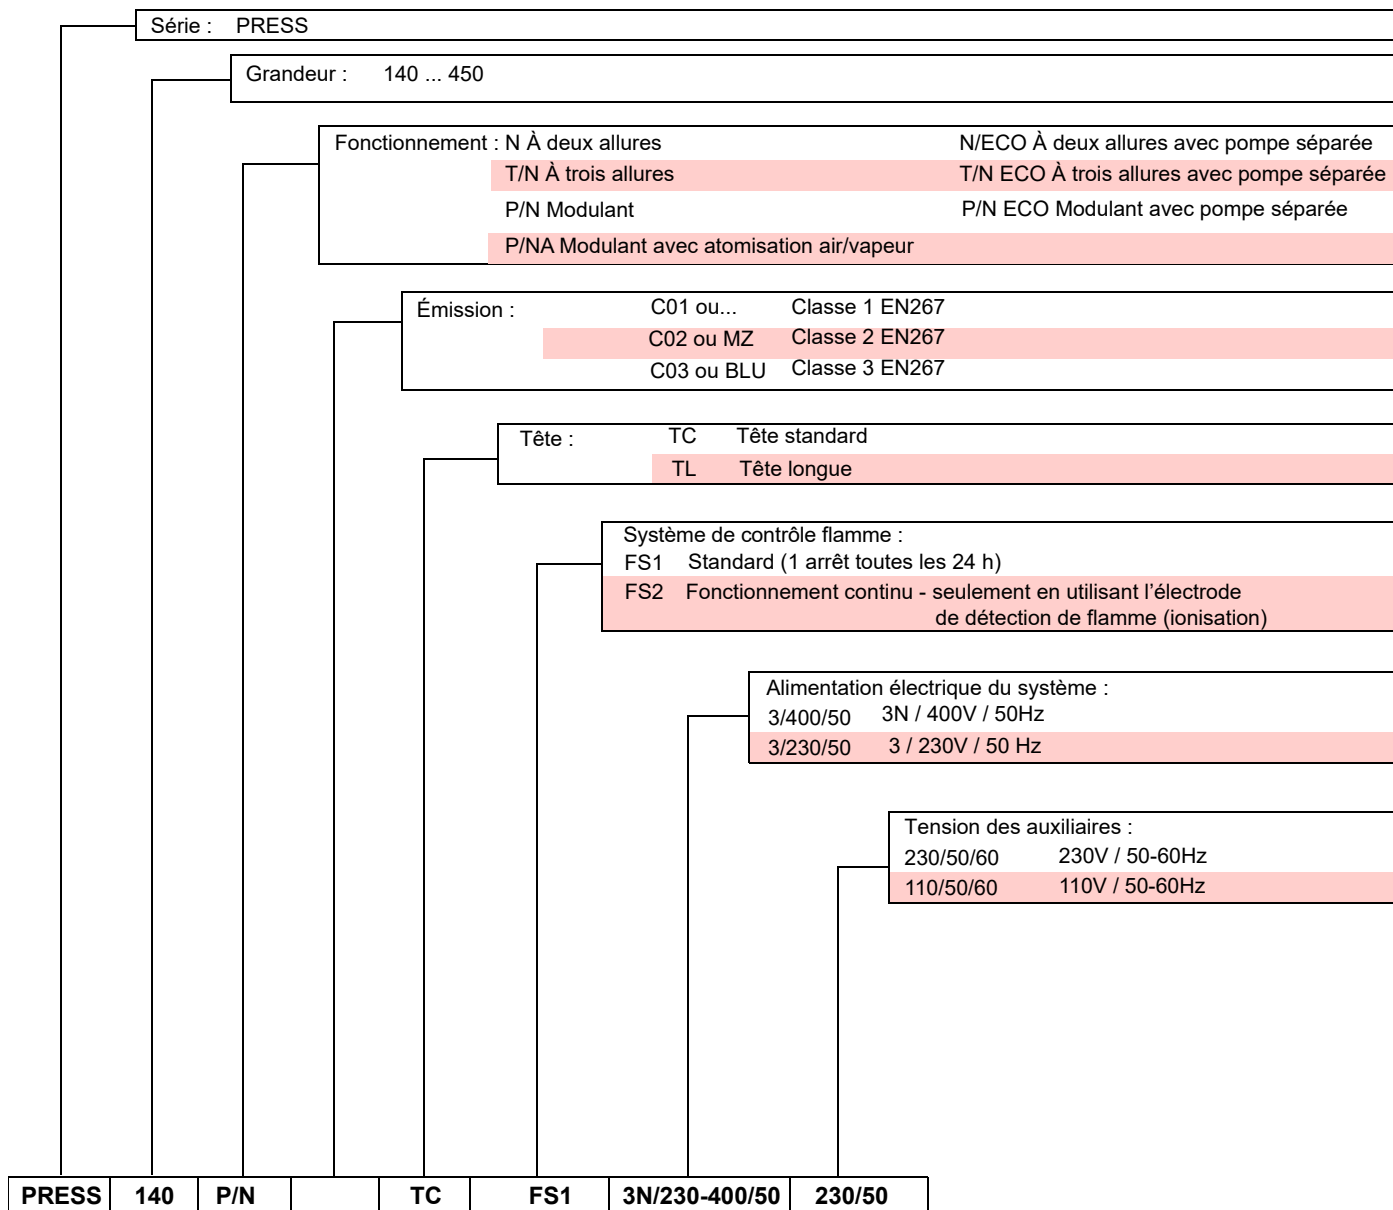 Série : PRESS
Grandeur : 140 ... 450
Fonctionnement : N À deux allures N/ECO À deux allures avec pompe séparée
T/N À trois allures T/N ECO À trois allures avec pompe séparée
P/N Modulant P/N ECO Modulant avec pompe séparée
P/NA Modulant avec atomisation air/vapeur
Émission : C01 ou... Classe 1 EN267
C02 ou MZ Classe 2 EN267
C03 ou BLU Classe 3 EN267
Tête : TC Tête standard
TL Tête longue
Système de contrôle flamme :
FS1 Standard (1 arrêt toutes les 24 h)
FS2 Fonctionnement continu - seulement en utilisant l’électrode
de détection de flamme (ionisation)
Alimentation électrique du système :
3/400/50 3N / 400V / 50Hz
3/230/50 3 / 230V / 50 Hz
Tension des auxiliaires :
230/50/60 230V / 50-60Hz
110/50/60 110V / 50-60Hz
PRESS 140 P/N TC FS1 3N/230-400/50 230/50